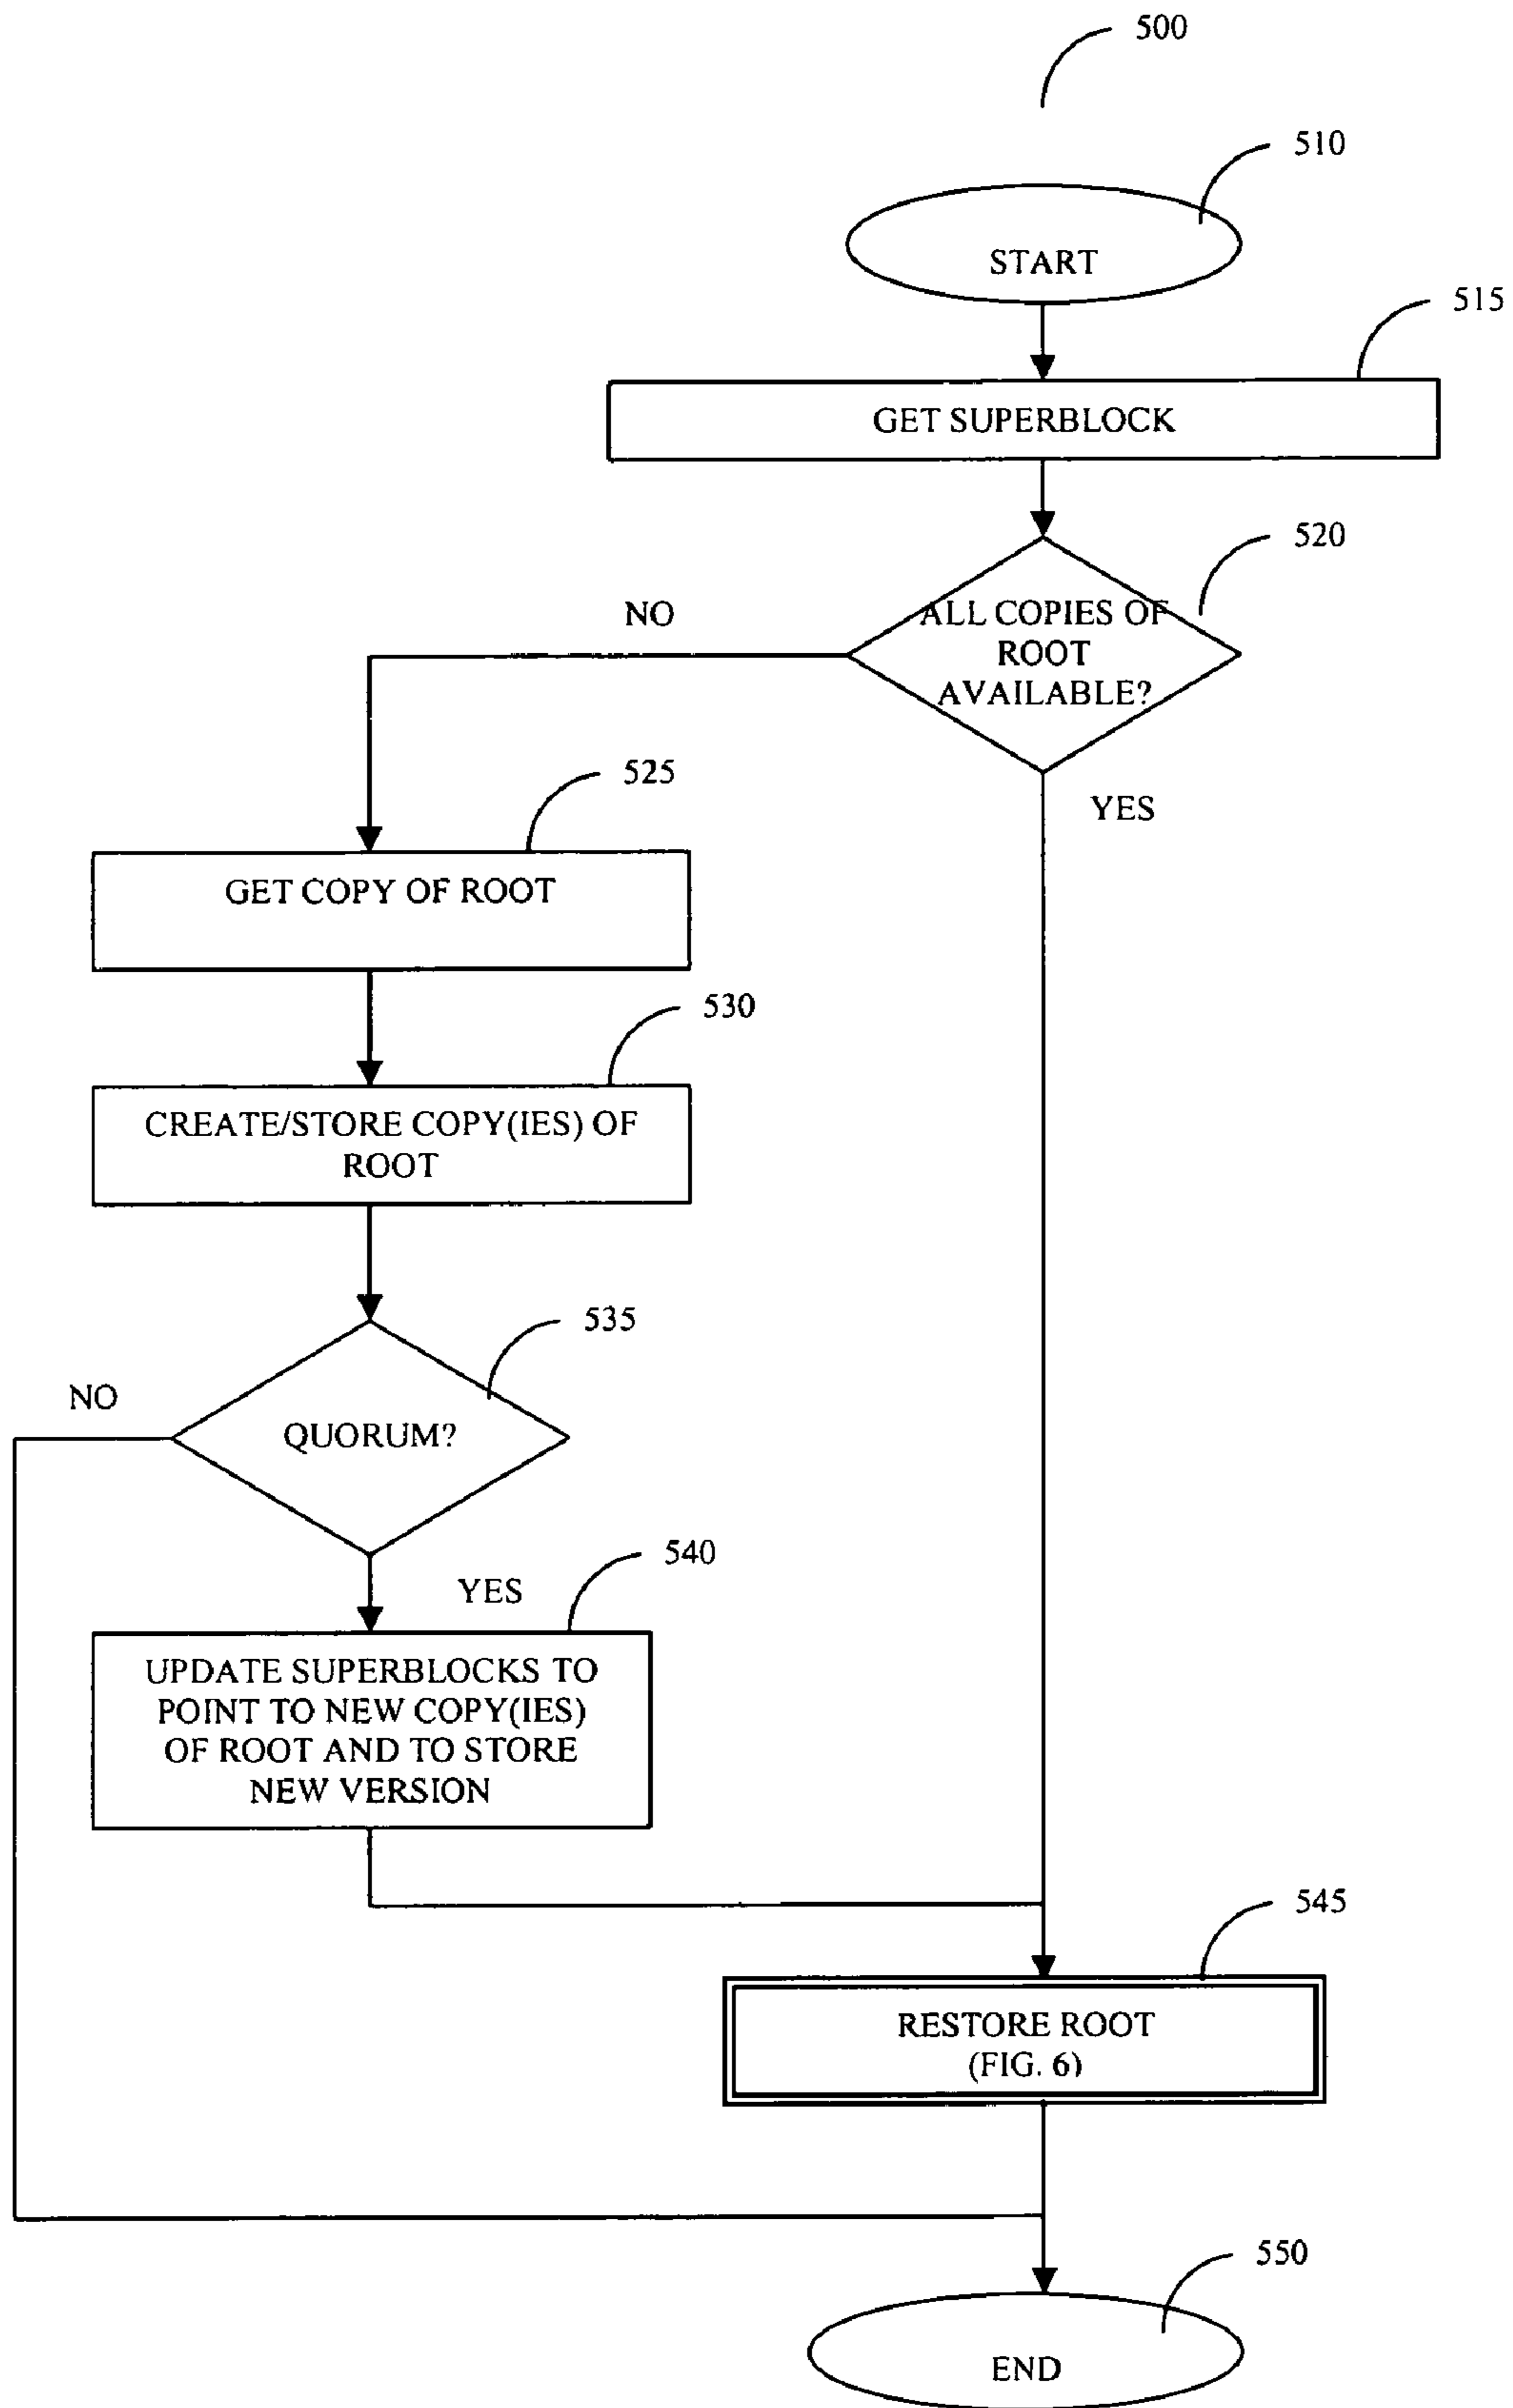 500
510
START
515
GET SUPERBLOCK
520
ALL COPIES OF
ROOT
AVAILABLE?
NO
YES
525
GET COPY OF ROOT
530
CREATE/STORE COPY(IES) OF
ROOT
535
QUORUM?
NO
YES
540
UPDATE SUPERBLOCKS TO
POINT TO NEW COPY(IES)
OF ROOT AND TO STORE
NEW VERSION
545
RESTORE ROOT
(FIG. 6)
550
END